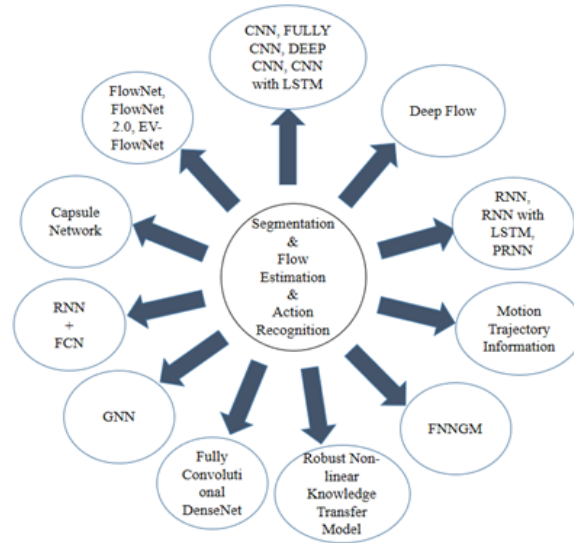 CNN, FULLY
CNN, DEEP
CNN, CNN
with LSTM
Deep Flow
RNN,
RNN with
LSTM,
PRNN
Motion
Trajectory
Information
FNNGM
Robust Non-
linear
Knowledge
Transfer
Model
Fully
Convoluti
onal
DenseNet
GNN
RNN
+
FCN
Capsule
Network
FlowNet,
FlowNet
2.0, EV-
FlowNet
Segmentation
&
Flow
Estimation
&
Action
Recognition